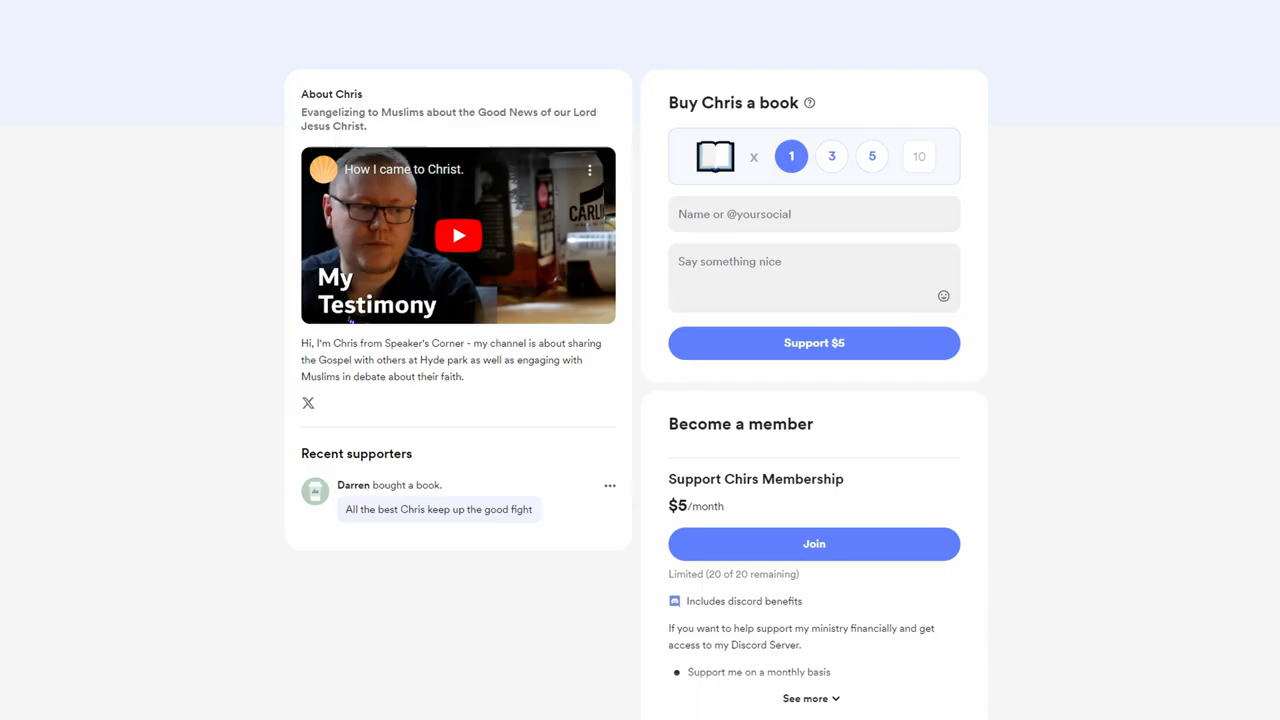 About Chris
Evangelizing to Muslims about the Good News of our Lord
Jesus Christ.
How I came to Christ.
CARLIN
My
Testimony
Hi, I'm Chris from Speaker's Corner - my channel is about sharing
the Gospel with others at Hyde park as well as engaging with
Muslims in debate about their faith.
Recent supporters
Darren bought a book.
All the best Chris keep up the good fight
Buy Chris a book
x 1 3 5 10
Name or @yoursocial
Say something nice
Support $5
Become a member
Support Chirs Membership
$5/month
Join
Limited (20 of 20 remaining)
Includes discord benefits
If you want to help support my ministry financially and get
access to my Discord Server.
Support me on a monthly basis
See more